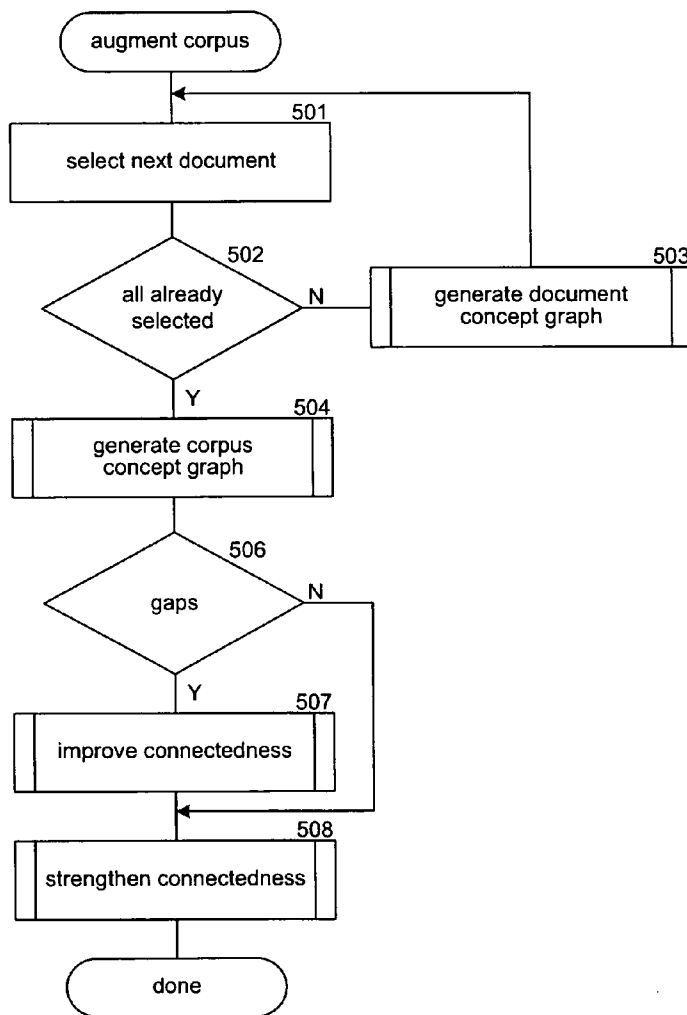 augment corpus
501
select next document
502
all already
selected
N
503
generate document
concept graph
Y
504
generate corpus
concept graph
506
gaps
N
Y
507
improve connectedness
508
strengthen connectedness
done